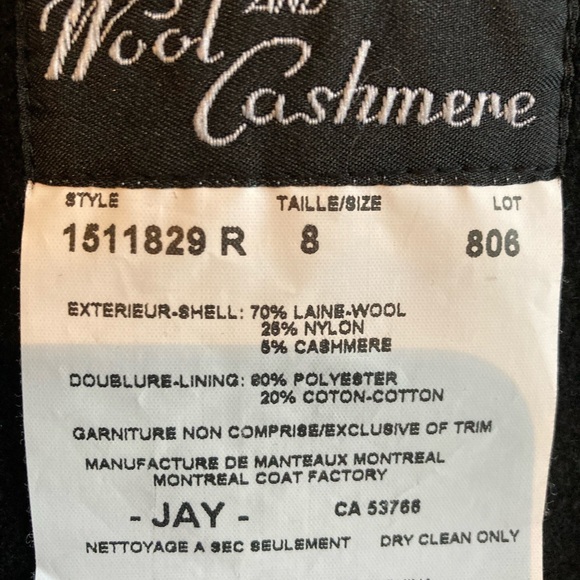 AND
Wool
Cashmere
STYLE TAILLE/SIZE LOT
1511829 R 8 806
EXTERIEUR-SHELL: 70% LAINE-WOOL
25% NYLON
5% CASHMERE
DOUBLURE-LINING: 80% POLYESTER
20% COTON-COTTON
GARNITURE NON COMPRISE/EXCLUSIVE OF TRIM
MANUFACTURE DE MANTEAUX MONTREAL
MONTREAL COAT FACTORY
- JAY - CA 53766
NETTOYAGE A SEC SEULEMENT DRY CLEAN ONLY